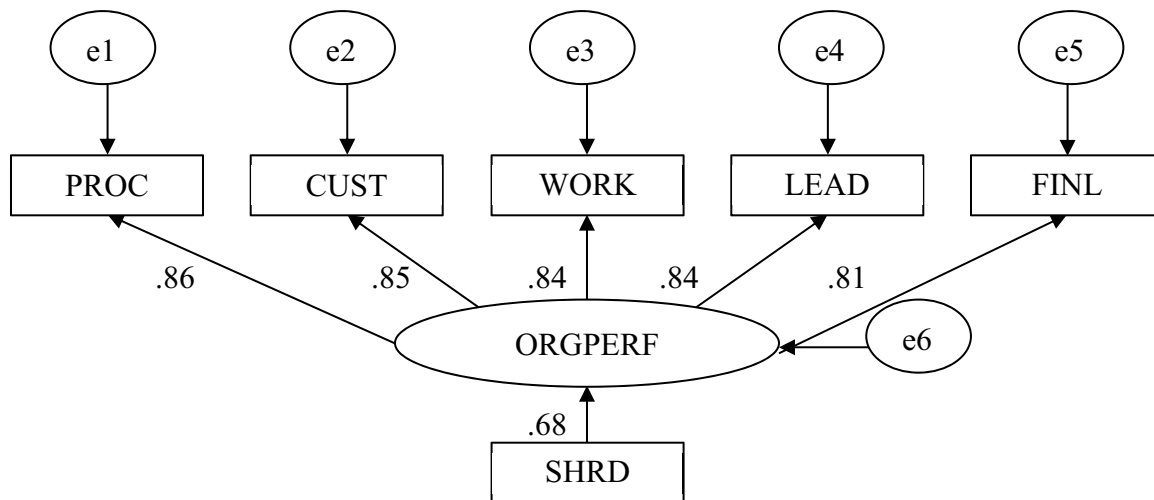 e1
e2
e3
e4
e5
PROC
CUST
WORK
LEAD
FINL
.86
.85
.84
.84
.81
ORGPERF
e6
.68
SHRD